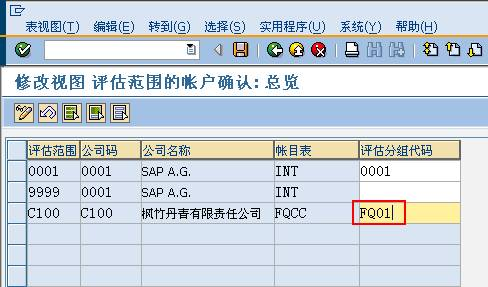 表视图(T) 编辑(E) 转到(G) 选择(S) 实用程序(U) 系统(Y) 帮助(H)
修改视图 评估范围的帐户确认: 总览
评估范围 公司码 公司名称 帐目表 评估分组代码
0001 0001 SAP A.G. INT 0001
9999 0001 SAP A.G. INT
C100 C100 枫竹丹青有限责任公司 FQCC FQ01